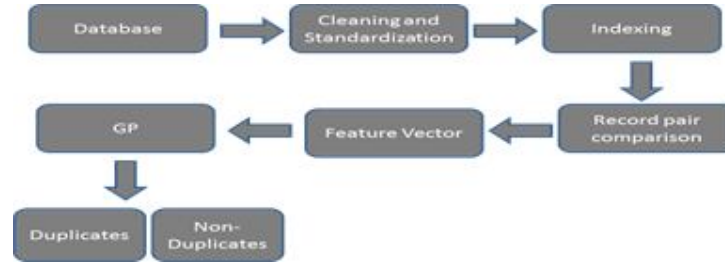 Database
Cleaning and
Standardization
Indexing
GP
Feature Vector
Record pair
comparison
Duplicates
Non-
Duplicates